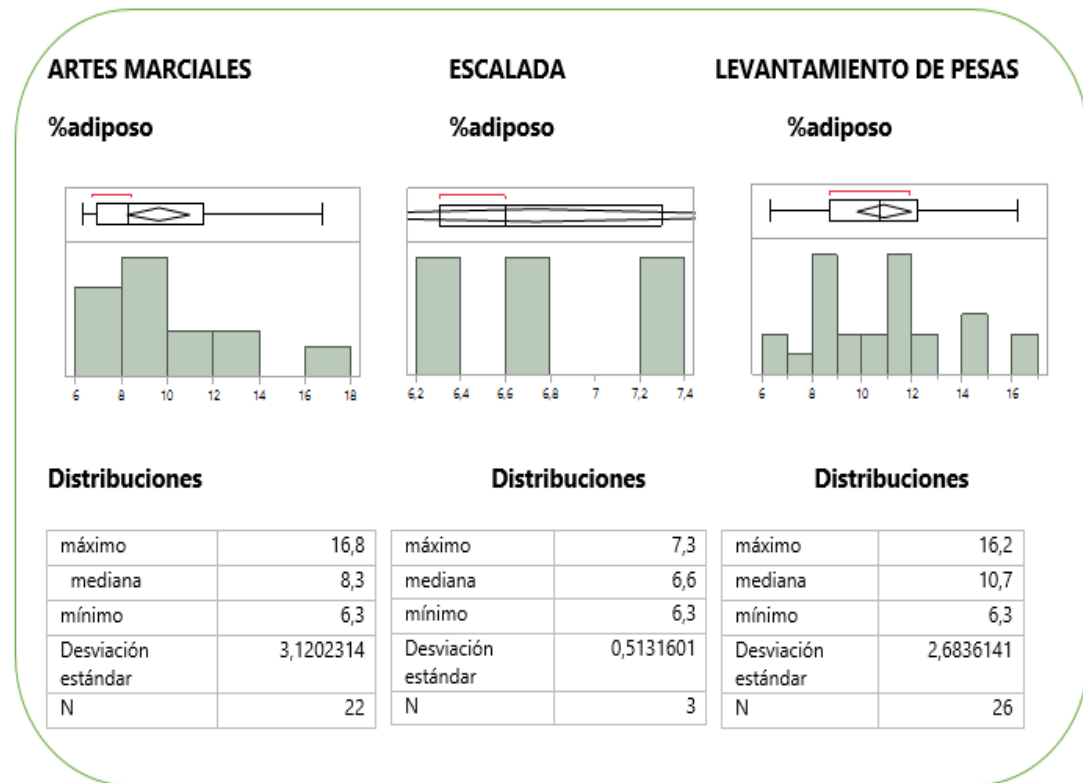 ARTES MARCIALES ESCALADA LEVANTAMIENTO DE PESAS
%adiposo %adiposo %adiposo
6 8 10 12 14 16 18 6,2 6,4 6,6 6,8 7 7,2 7,4 6 8 10 12 14 16
Distribuciones Distribuciones Distribuciones
máximo 16,8 máximo 7,3 máximo 16,2
mediana 8,3 mediana 6,6 mediana 10,7
mínimo 6,3 mínimo 6,3 mínimo 6,3
Desviación 3,1202314 Desviación 0,5131601 Desviación 2,6836141
estándar estándar estándar
N 22 N 3 N 26